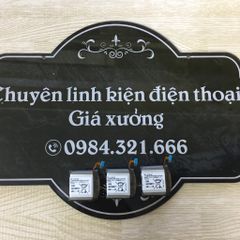 Chuyên linh kiện điện thoại
Giá xưởng
0984.321.666